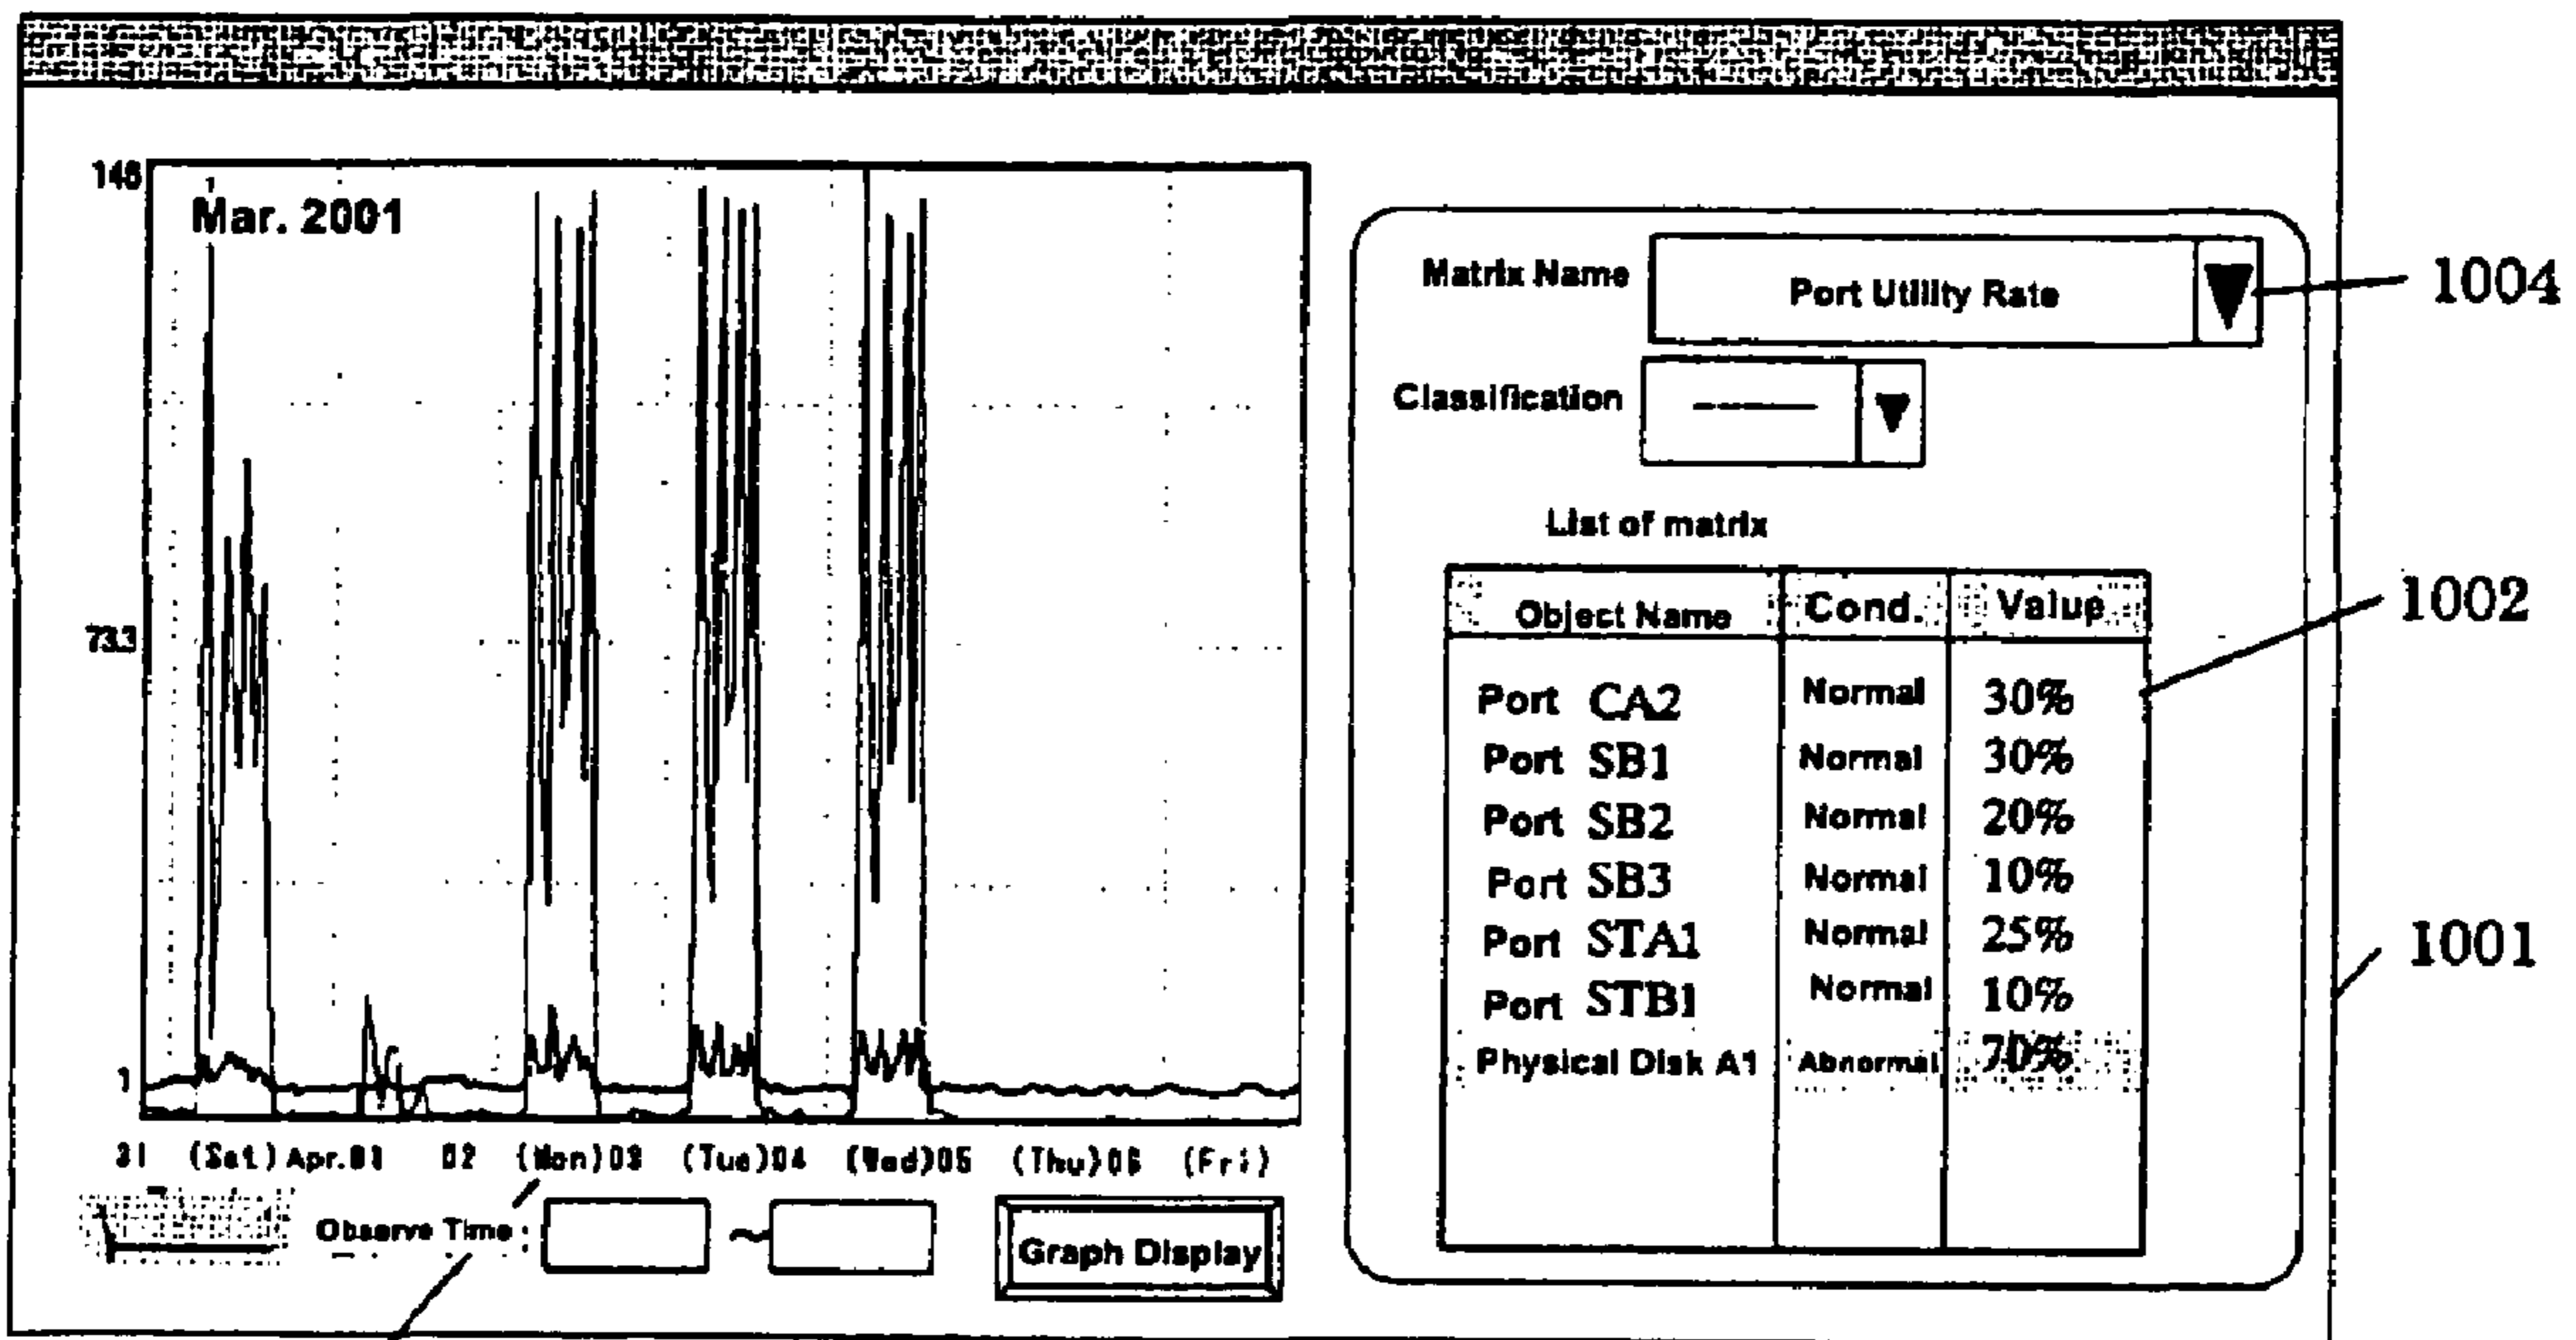 146
Mar. 2001
73.3
1
31 (Sat) Apr.01 02 (Mon)03 (Tue)04 (Wed)05 (Thu)06 (Fri)
Observe Time :
~
Graph Display
Matrix Name
Port Utility Rate
1004
Classification
List of matrix
Object Name Cond. Value
1002
Port CA2 Normal 30%
Port SB1 Normal 30%
Port SB2 Normal 20%
Port SB3 Normal 10%
Port STA1 Normal 25%
1001
Port STB1 Normal 10%
Physical Disk A1 Abnormal 70%